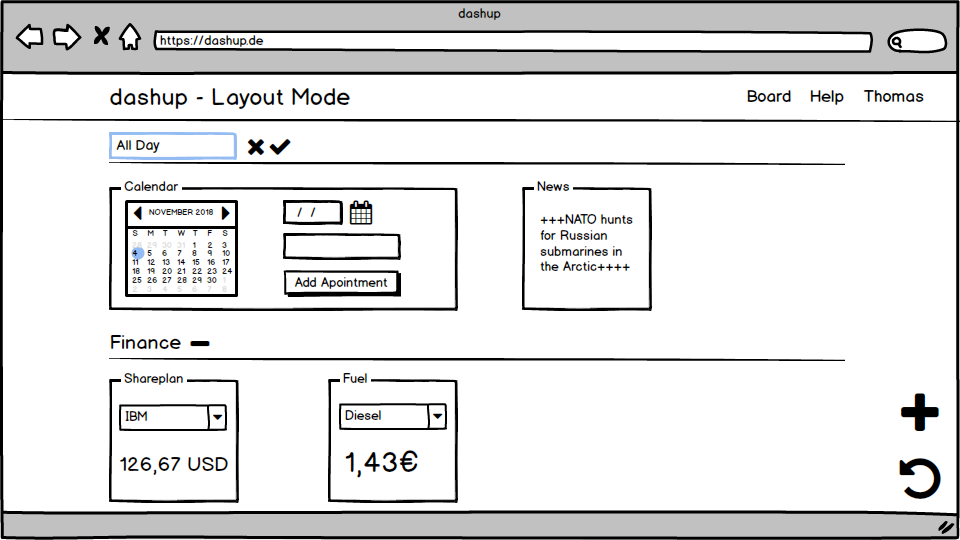 dashup
https://dashup.de
dashup - Layout Mode
Board Help Thomas
All Day
Calendar
NOVEMBER 2018
S M T W T F S
28 29 30 31 1 2 3
4 5 6 7 8 9 10
11 12 13 14 15 16 17
18 19 20 21 22 23 24
25 26 27 28 29 30 1
2 3 4 5 6 7 8
/ /
Add Apointment
News
+++NATO hunts
for Russian
submarines in
the Arctic++++
Finance
Shareplan
IBM
126,67 USD
Fuel
Diesel
1,43€